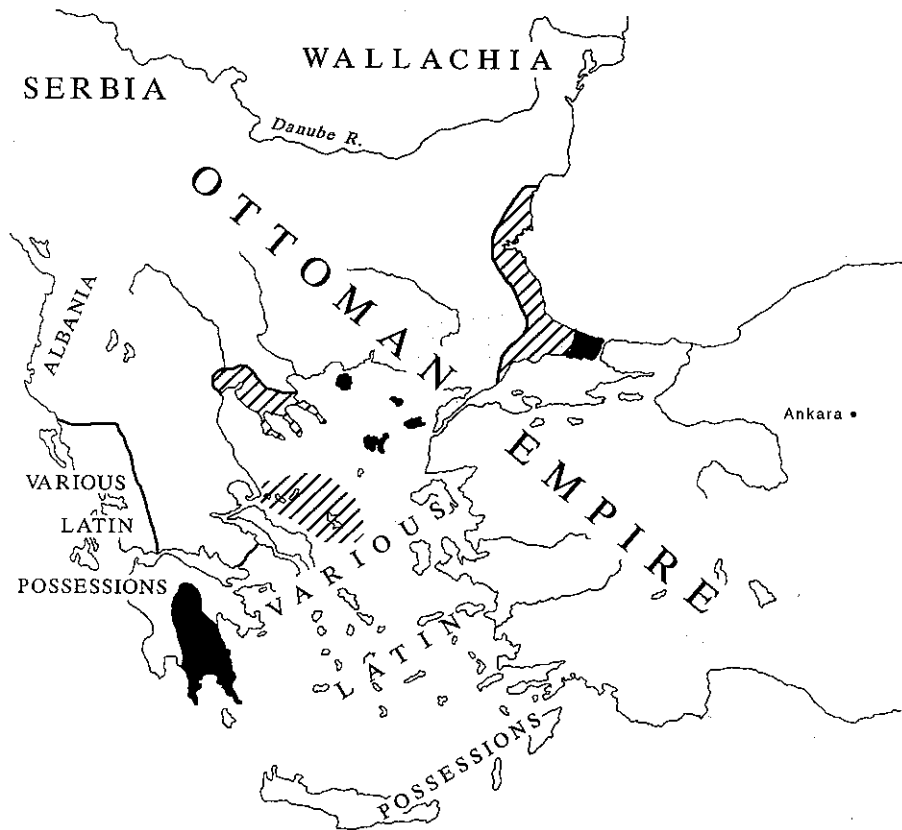 WALLACHIA
SERBIA
Danube R.
OTTOMAN EMPIRE
ALBANIA
Ankara
VARIOUS
LATIN
POSSESSIONS
VARIOUS
LATIN
POSSESSIONS